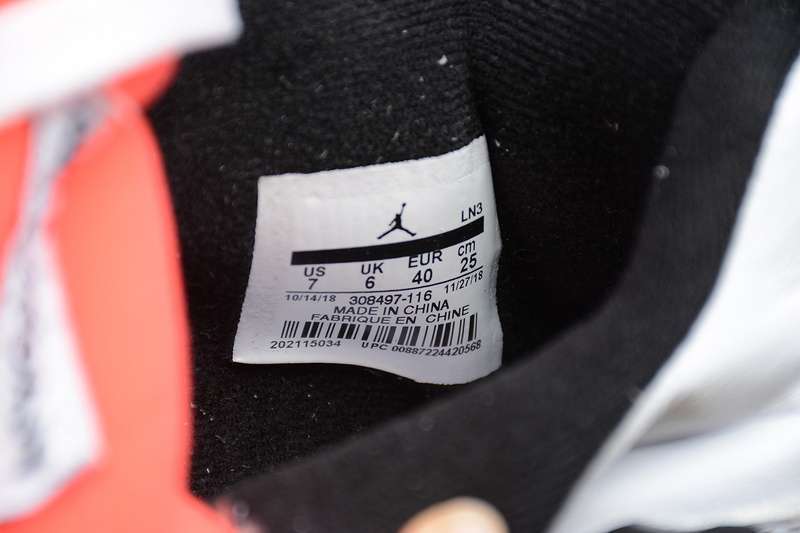 LN3
US UK EUR cm
7 6 40 25
10/14/18 308497-116 11/27/18
MADE IN CHINA
FABRIQUE EN CHINE
202115034 UPC 00887224420568